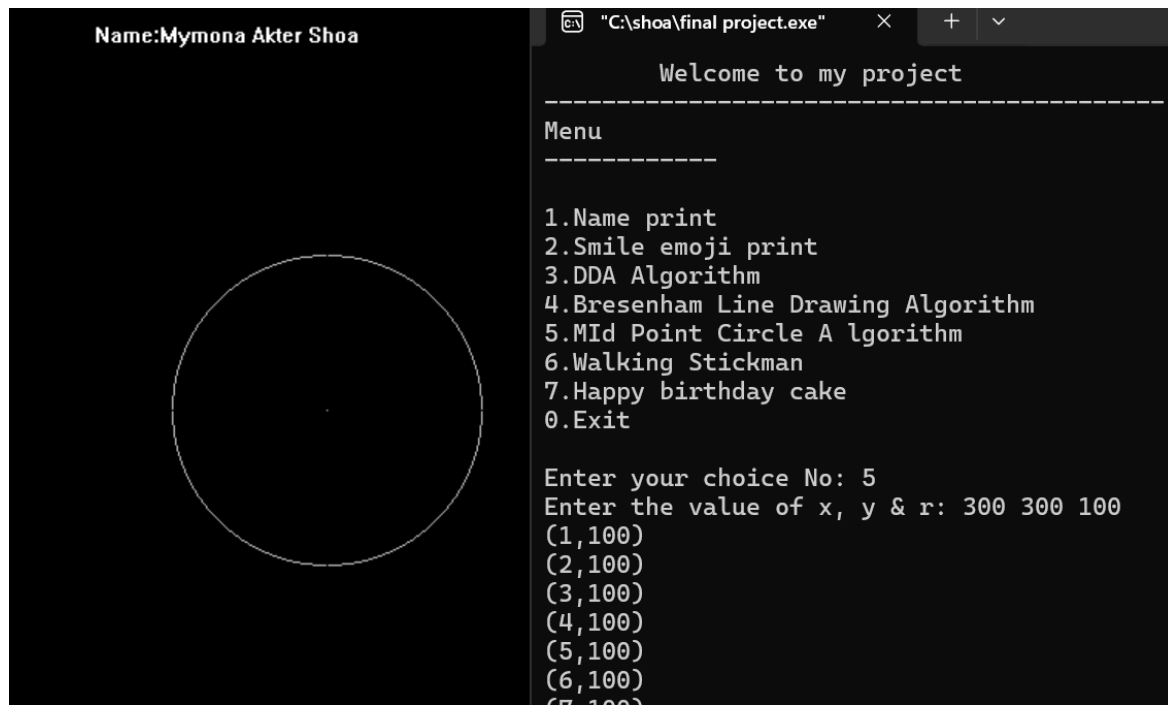 Name:Mymona Akter Shoa
"C:\shoa\final project.exe"
Welcome to my project
-------------------------------------------
Menu
------------
1.Name print
2.Smile emoji print
3.DDA Algorithm
4.Bresenham Line Drawing Algorithm
5.MId Point Circle A lgorithm
6.Walking Stickman
7.Happy birthday cake
0.Exit
Enter your choice No: 5
Enter the value of x, y & r: 300 300 100
(1,100)
(2,100)
(3,100)
(4,100)
(5,100)
(6,100)
(7,100)